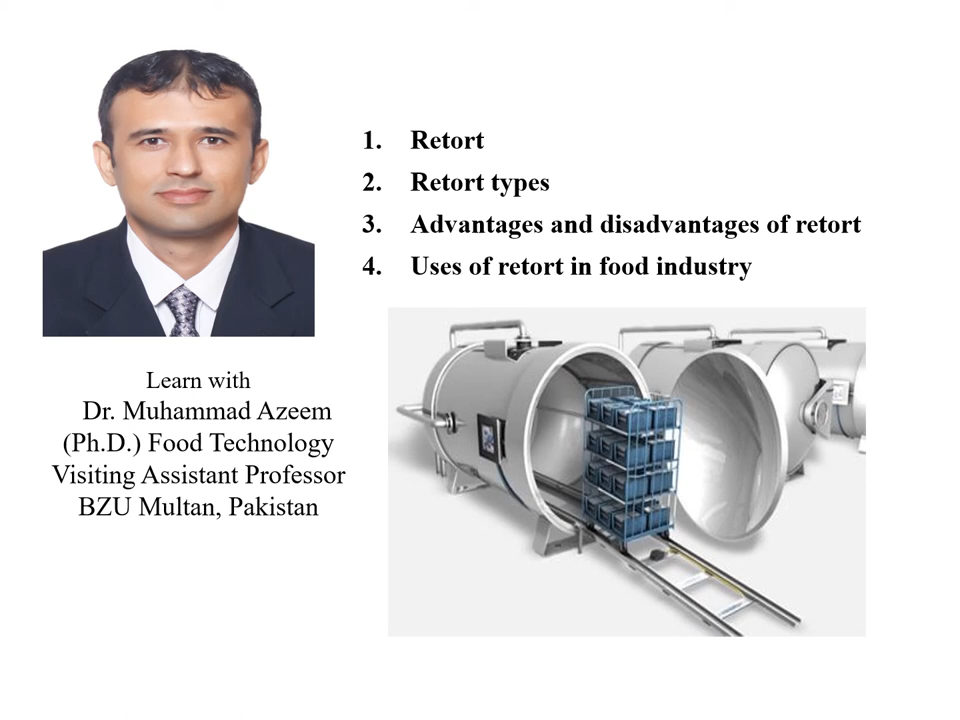 1. Retort
2. Retort types
3. Advantages and disadvantages of retort
4. Uses of retort in food industry
Learn with
Dr. Muhammad Azeem
(Ph.D.) Food Technology
Visiting Assistant Professor
BZU Multan, Pakistan